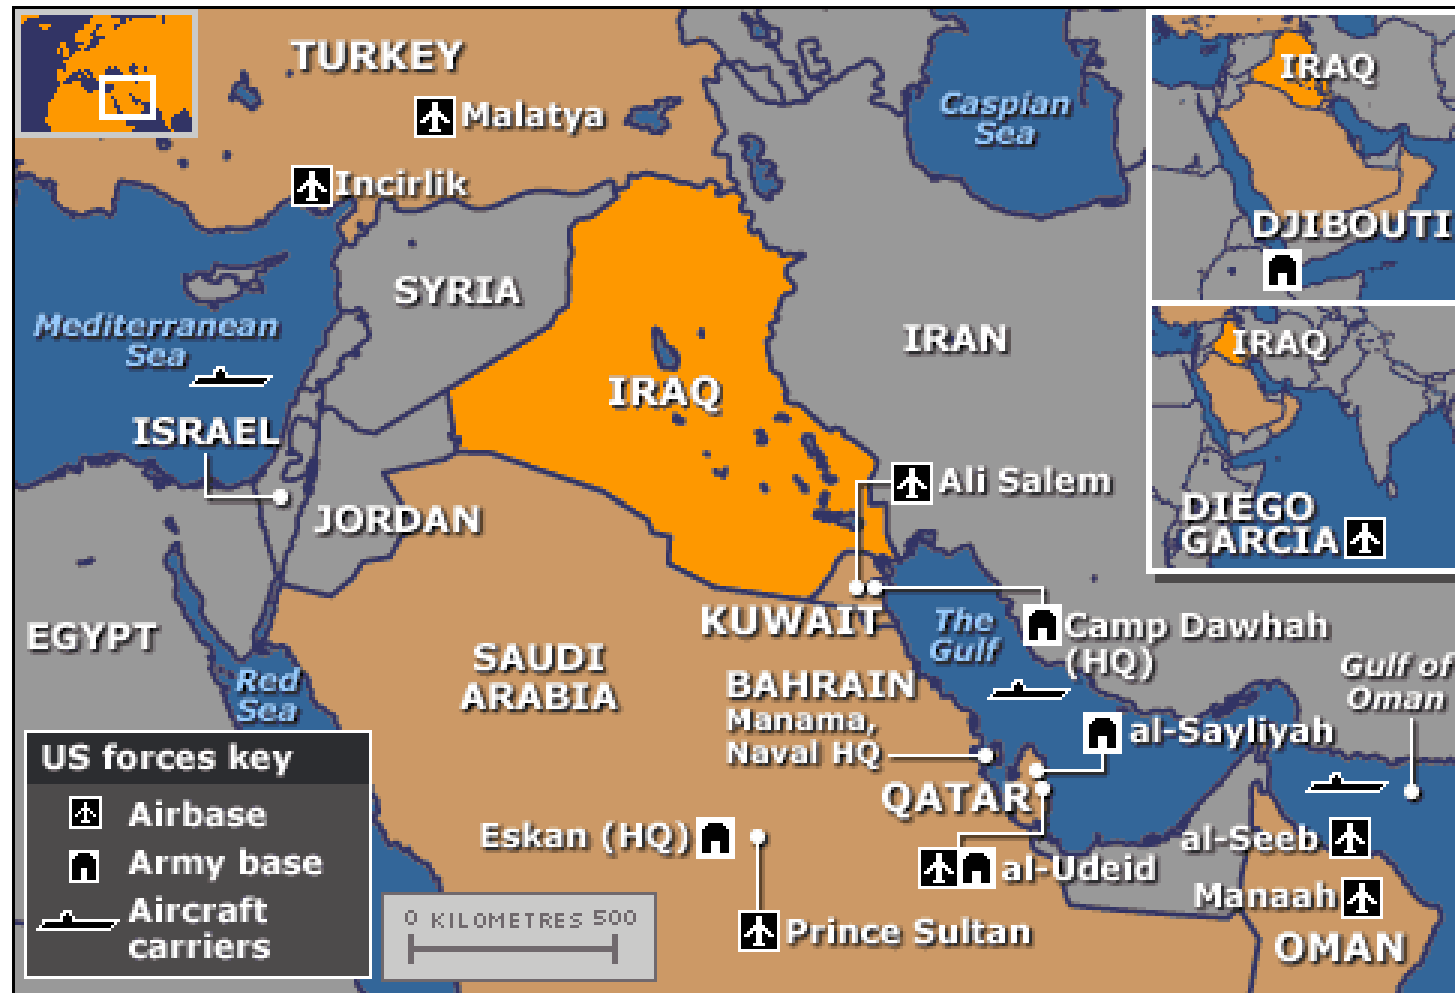 TURKEY
Malatya
Incirlik
Caspian
Sea
IRAQ
DJIBOUTI
SYRIA
Mediterranean
Sea
IRAN
IRAQ
IRAQ
ISRAEL
JORDAN
Ali Salem
DIEGO
GARCIA
EGYPT
KUWAIT
The
Gulf
Camp Dawhah
(HQ)
SAUDI
ARABIA
Red
Sea
BAHRAIN
Manama,
Naval HQ
Gulf of
Oman
al-Sayliyah
QATAR
US forces key
Airbase
Army base
Aircraft
carriers
Eskan (HQ)
al-Udeid
al-Seeb
Manaah
OMAN
Prince Sultan
0 KILOMETRES 500